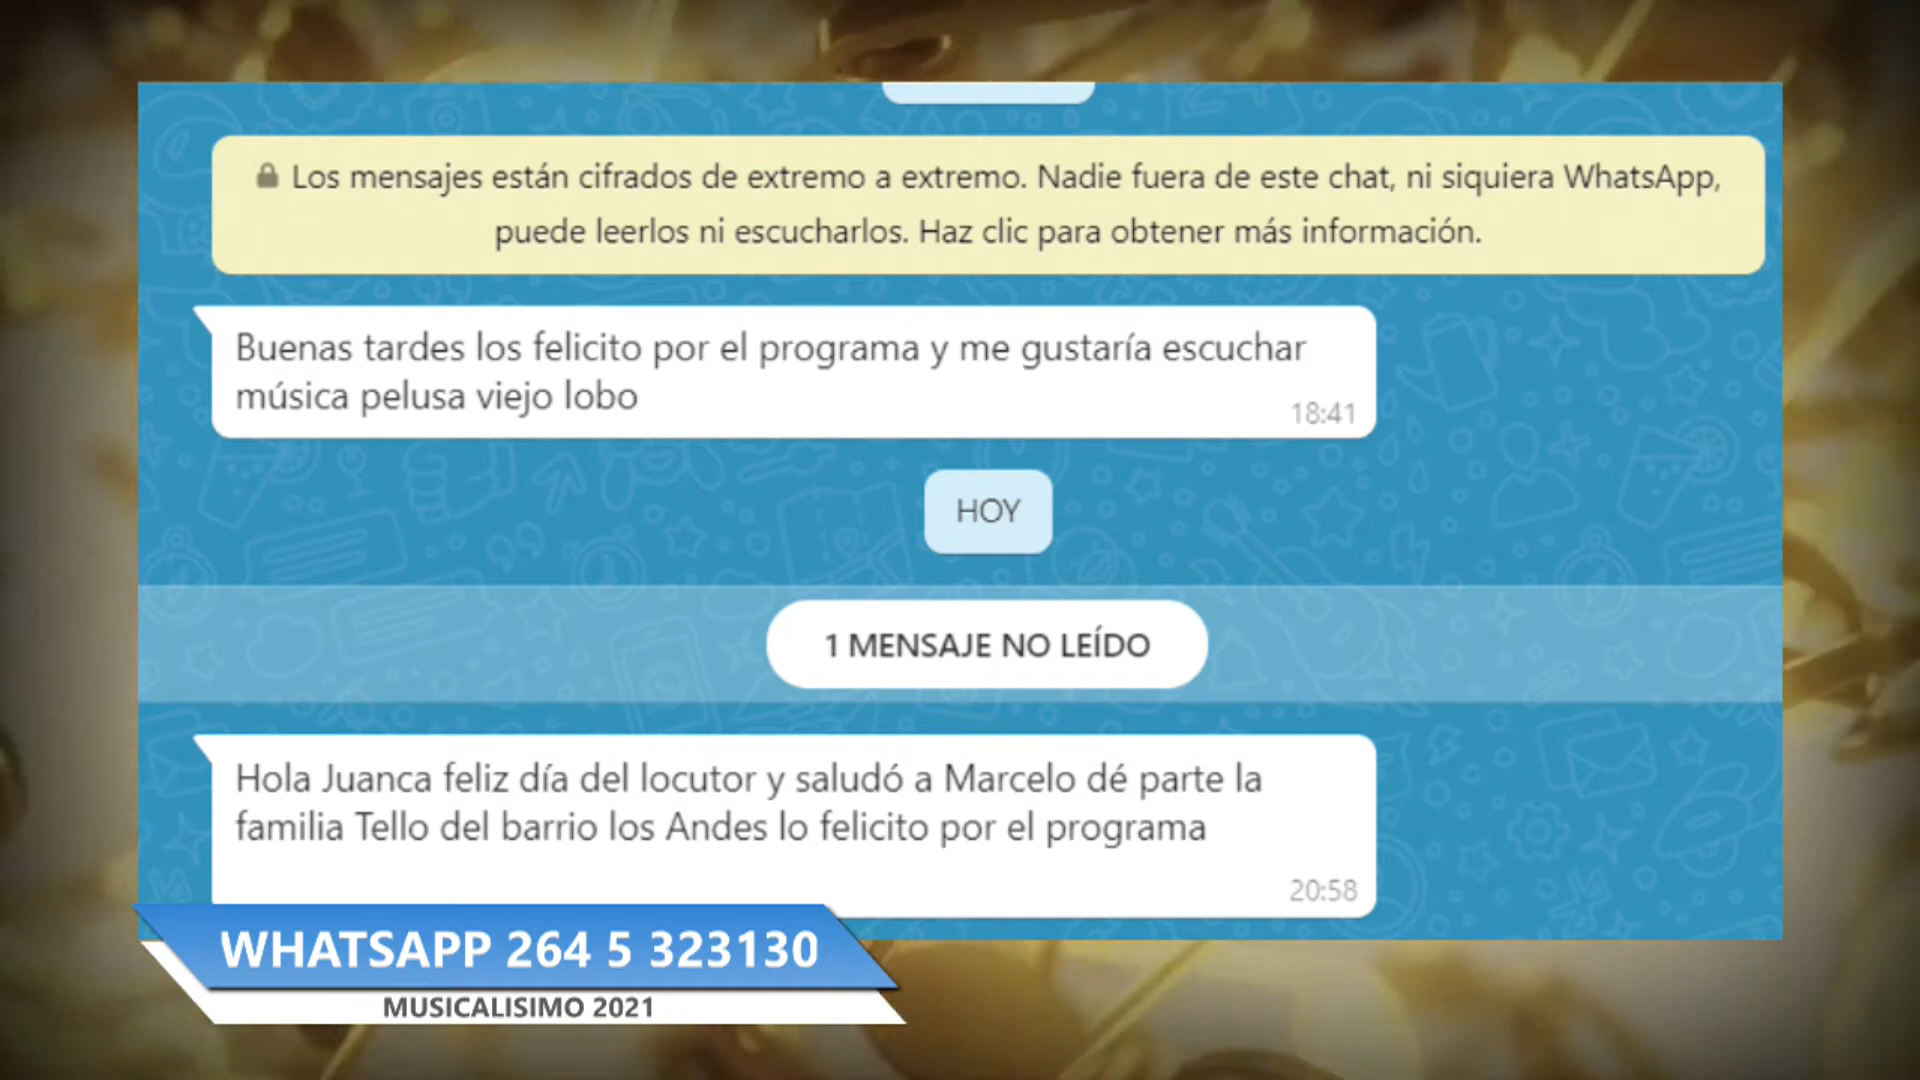 Los mensajes están cifrados de extremo a extremo. Nadie fuera de este chat, ni siquiera WhatsApp,
puede leerlos ni escucharlos. Haz clic para obtener más información.
Buenas tardes los felicito por el programa y me gustaría escuchar
música pelusa viejo lobo
18:41
HOY
1 MENSAJE NO LEÍDO
Hola Juanca feliz día del locutor y saludó a Marcelo dé parte la
familia Tello del barrio los Andes lo felicito por el programa
20:58
WHATSAPP 264 5 323130
MUSICALISIMO 2021